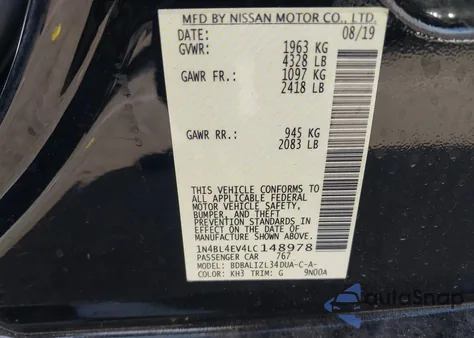 MFD BY NISSAN MOTOR CO., LTD.
DATE: 08/19
GVWR: 1963 KG
4328 LB
GAWR FR.: 1097 KG
2418 LB
GAWR RR.: 945 KG
2083 LB
THIS VEHICLE CONFORMS TO
ALL APPLICABLE FEDERAL
MOTOR VEHICLE SAFETY,
BUMPER, AND THEFT
PREVENTION STANDARDS IN
EFFECT ON THE DATE OF
MANUFACTURE SHOWN ABOVE.
1N4BL4EV4LC148978
PASSENGER CAR 767
MODEL: BDBALIZL34DUA-C-A-
COLOR: KH3 TRIM: G 9N00A
AutoSnap